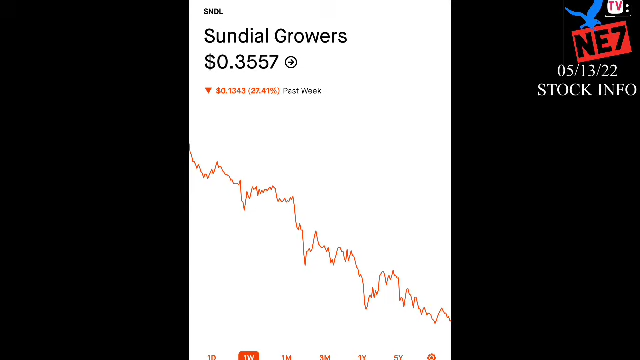 SNDL
Sundial Growers
$0.3557
▼ $0.1343 (27.41%) Past Week
1D 1W 1M 3M 1Y 5Y
TV
NE7
05/13/22
STOCK INFO